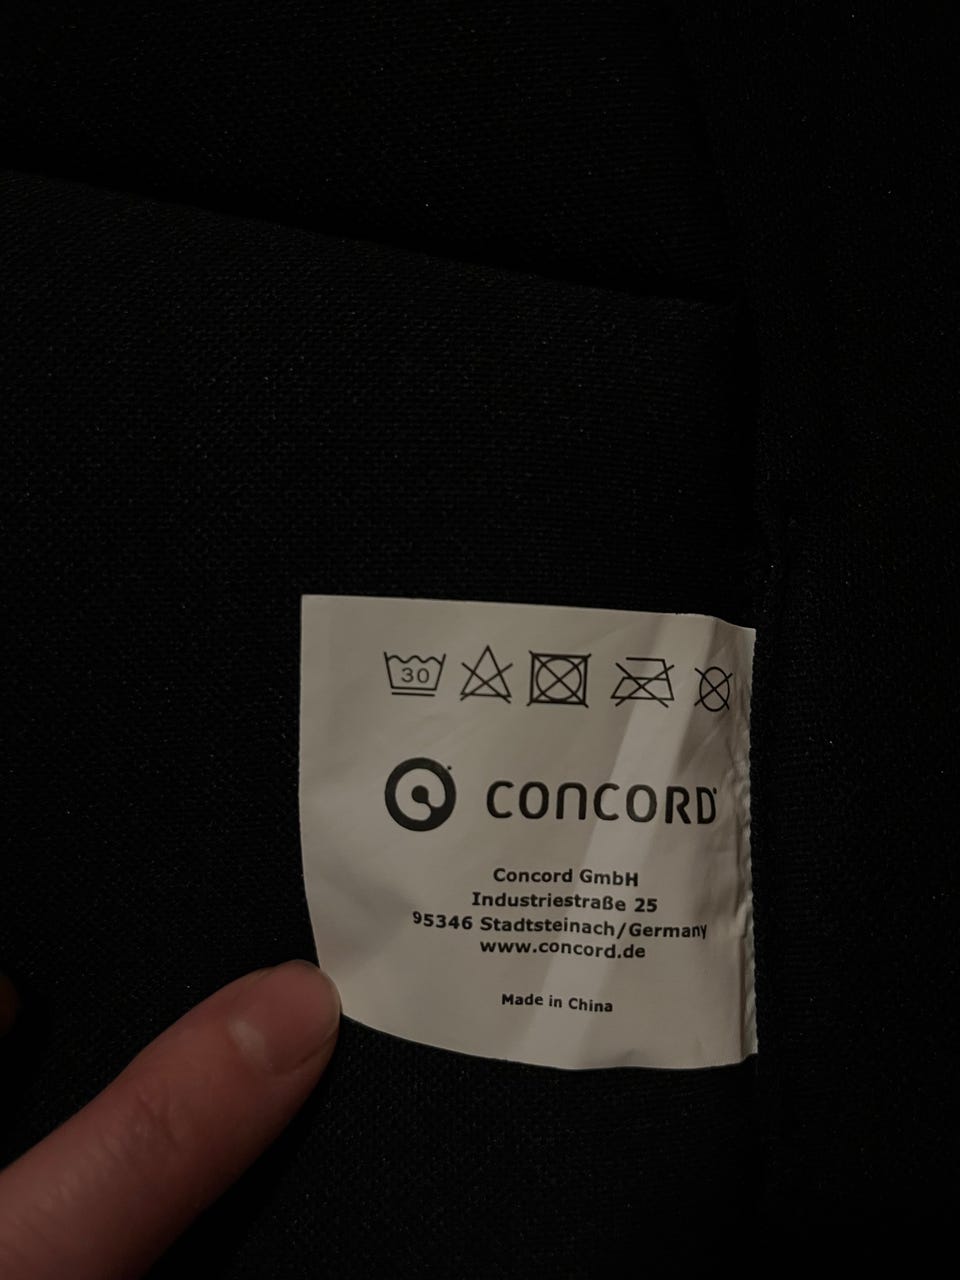 30
CONCORD
Concord GmbH
Industriestraße 25
95346 Stadtsteinach/Germany
www.concord.de
Made in China